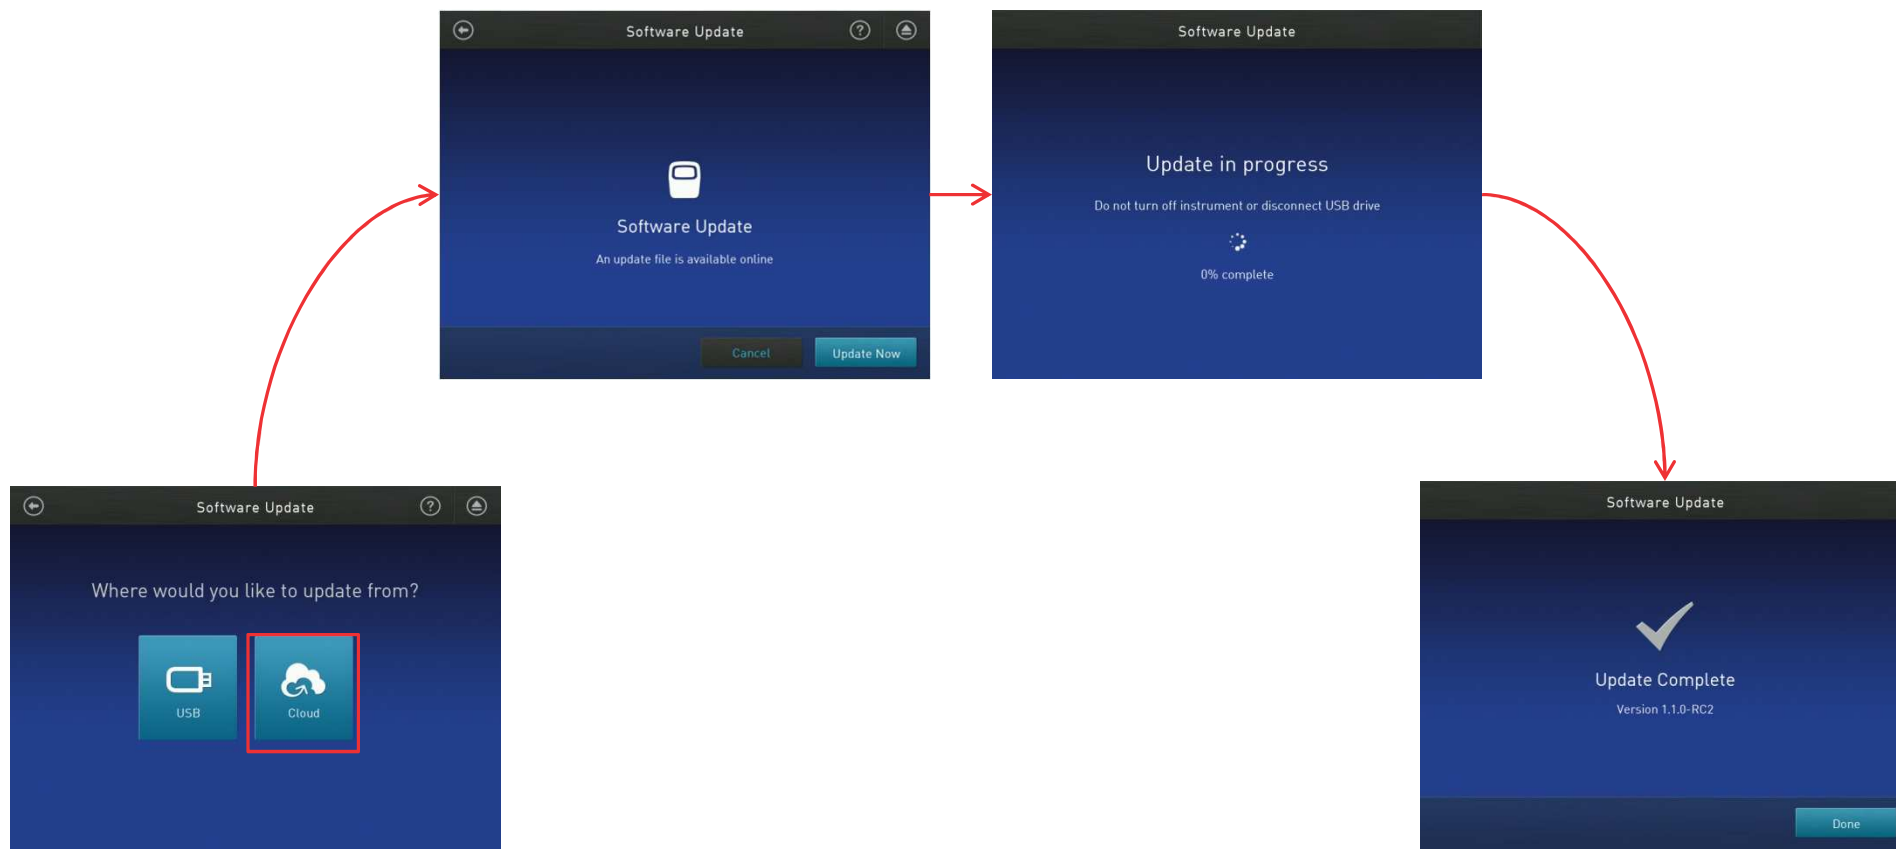 Software Update
?
Software Update
An update file is available online
Cancel
Update Now
Software Update
Update in progress
Do not turn off instrument or disconnect USB drive
0% complete
Software Update
?
Where would you like to update from?
USB
Cloud
Software Update
Update Complete
Version 1.1.0-RC2
Done